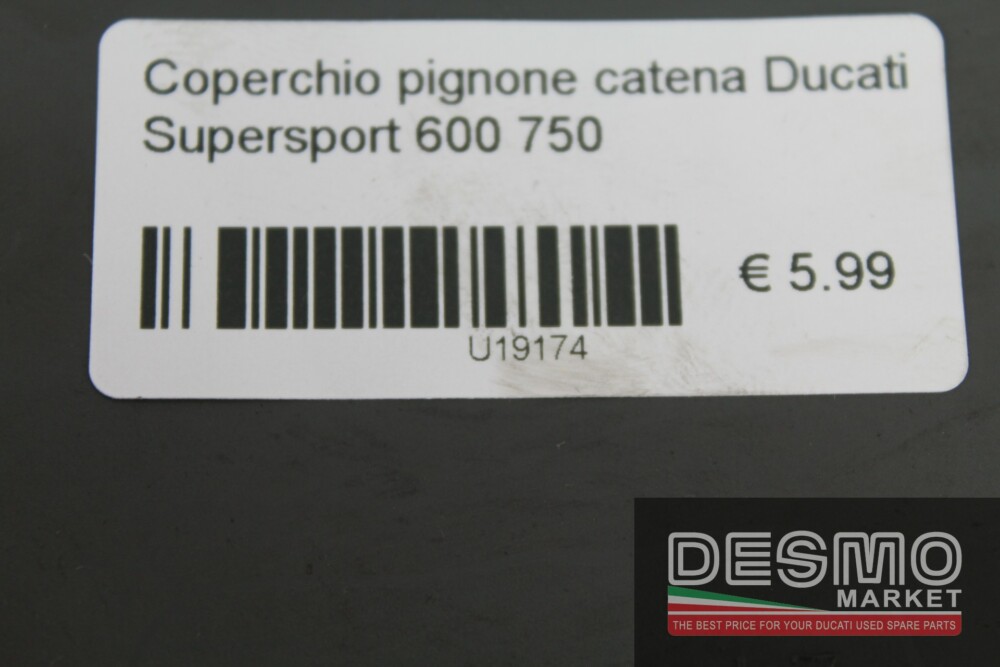 Coperchio pignone catena Ducati
Supersport 600 750
€ 5.99
U19174
DESMO
MARKET
THE BEST PRICE FOR YOUR DUCATI USED SPARE PARTS